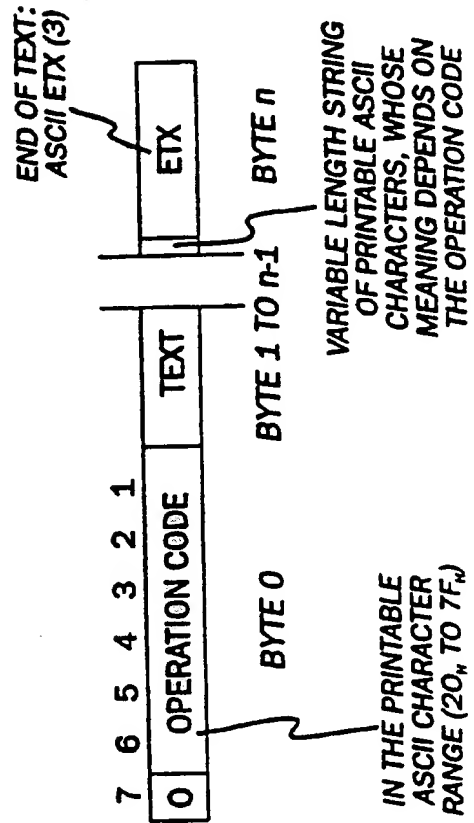 END OF TEXT:
ASCII ETX (3)
7 6 5 4 3 2 1
0 OPERATION CODE TEXT ETX
BYTE 0 BYTE 1 TO n-1 BYTE n
IN THE PRINTABLE
ASCII CHARACTER
RANGE (20H TO 7FH)
VARIABLE LENGTH STRING
OF PRINTABLE ASCII
CHARACTERS, WHOSE
MEANING DEPENDS ON
THE OPERATION CODE